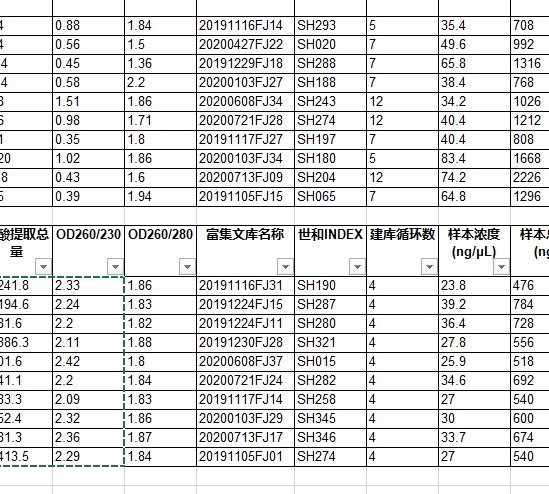 4 0.88 1.84 20191116FJ14 SH293 5 35.4 708
4 0.56 1.5 20200427FJ22 SH020 7 49.6 992
4 0.45 1.36 20191229FJ18 SH288 7 65.8 1316
4 0.58 2.2 20200103FJ27 SH188 7 38.4 768
1.51 1.86 20200608FJ34 SH243 12 34.2 1026
0.98 1.71 20200721FJ28 SH274 12 40.4 1212
0.35 1.8 20191117FJ27 SH197 7 40.4 808
20 1.02 1.86 20200103FJ34 SH180 5 83.4 1668
8 0.43 1.6 20200713FJ09 SH204 12 74.2 2226
0.39 1.94 20191105FJ15 SH065 7 64.8 1296
酸提取总量 OD260/230 OD260/280 富集文库名称 世和INDEX 建库循环数 样本浓度(ng/μL) 样本
241.8 2.33 1.86 20191116FJ31 SH190 4 23.8 476
194.6 2.24 1.83 20191224FJ15 SH287 4 39.2 784
31.6 2.2 1.82 20191224FJ11 SH280 4 36.4 728
386.3 2.11 1.88 20191230FJ28 SH321 4 27.8 556
01.6 2.42 1.8 20200608FJ37 SH015 4 25.9 518
41.1 2.2 1.84 20200721FJ24 SH282 4 34.6 692
33.3 2.09 1.83 20191117FJ14 SH258 4 27 540
52.4 2.32 1.86 20200103FJ29 SH345 4 30 600
31.3 2.36 1.87 20200713FJ17 SH346 4 33.7 674
413.5 2.29 1.84 20191105FJ01 SH274 4 27 540